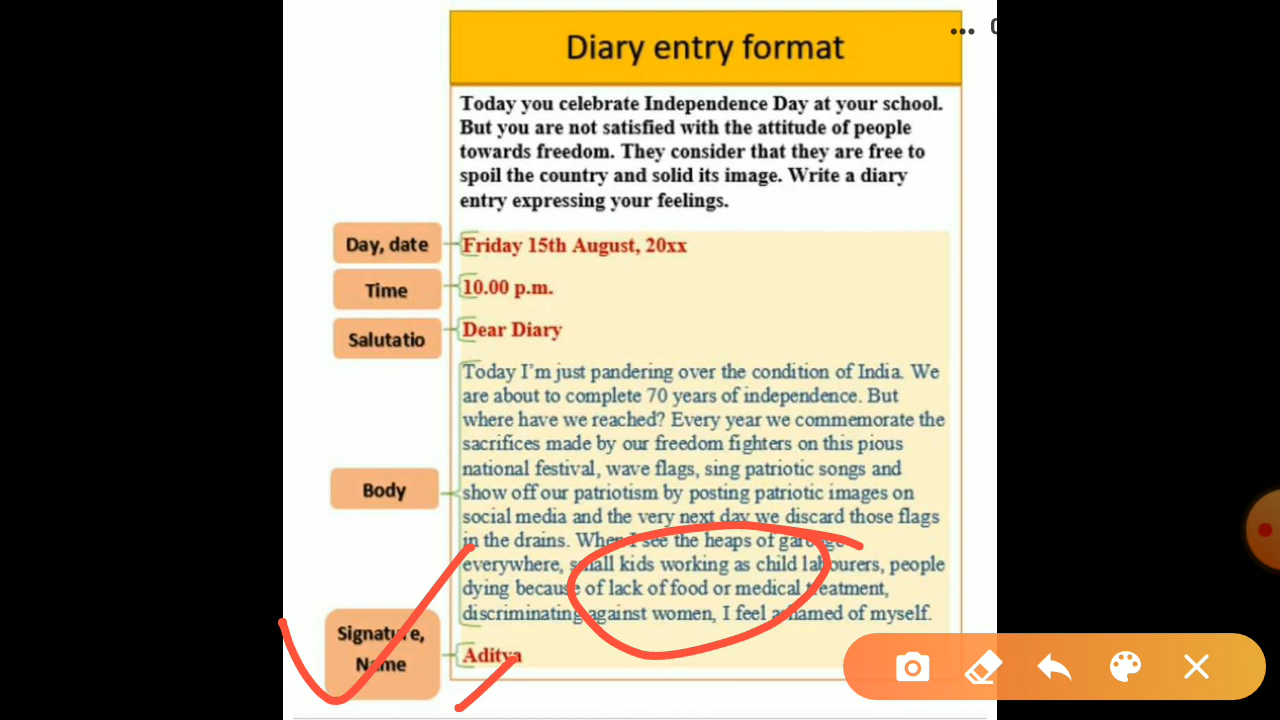 Diary entry format
Today you celebrate Independence Day at your school.
But you are not satisfied with the attitude of people
towards freedom. They consider that they are free to
spoil the country and solid its image. Write a diary
entry expressing your feelings.
Day, date
Friday 15th August, 20xx
Time
10.00 p.m.
Salutatio
Dear Diary
Body
Today I'm just pandering over the condition of India. We
are about to complete 70 years of independence. But
where have we reached? Every year we commemorate the
sacrifices made by our freedom fighters on this pious
national festival, wave flags, sing patriotic songs and
show off our patriotism by posting patriotic images on
social media and the very next day we discard those flags
in the drains. When I see the heaps of garbage
everywhere, small kids working as child labourers, people
dying because of lack of food or medical treatment,
discriminating against women, I feel ashamed of myself.
Signature,
Name
Aditya